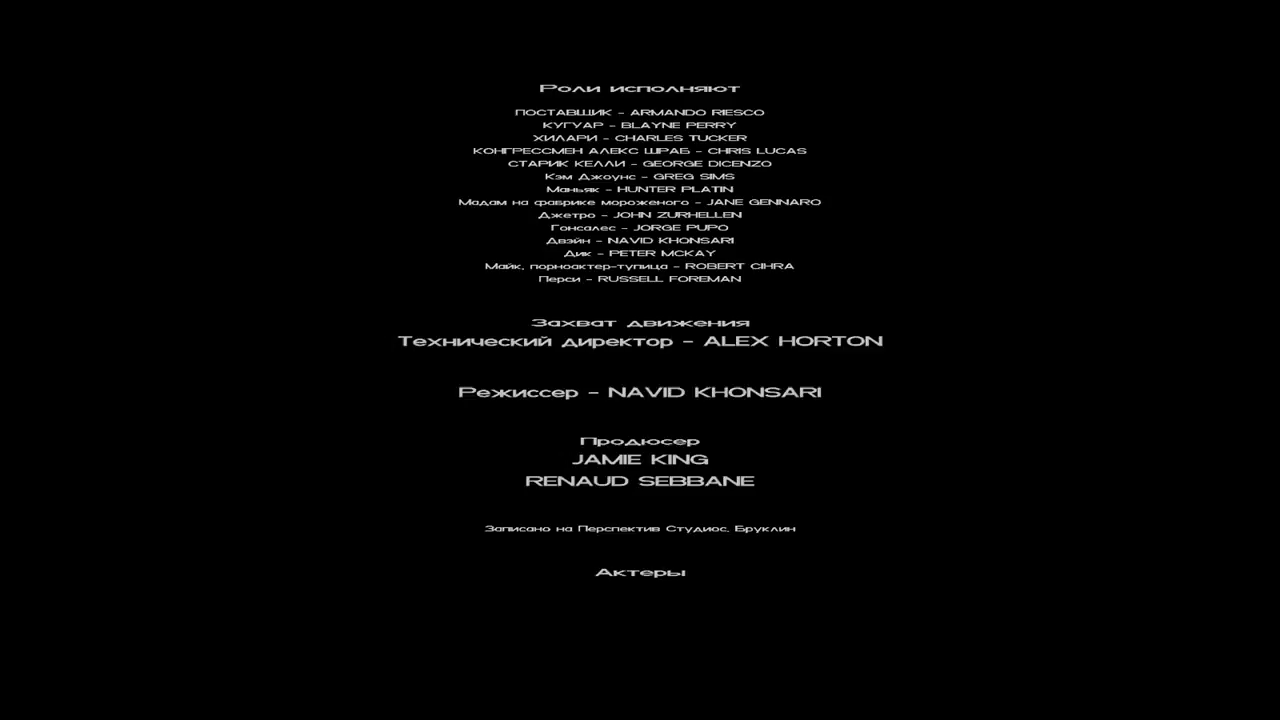 Роли исполняют
ПОСТАВЩИК - ARMANDO RIESCO
КУГУАР - BLAYNE PERRY
ХИЛАРИ - CHARLES TUCKER
КОНГРЕССМЕН АЛЕКС ШРАБ - CHRIS LUCAS
СТАРИК КЕЛЛИ - GEORGE DICENZO
Кэм Джоунс - GREG SIMS
Маньяк - HUNTER PLATIN
Мадам на фабрике мороженого - JANE GENNARO
Джетро - JOHN ZURHELLEN
Гонсалес - JORGE PUPO
Двэйн - NAVID KHONSARI
Дик - PETER MCKAY
Майк, порноактер-тупица - ROBERT CIHRA
Перси - RUSSELL FOREMAN
Захват движения
Технический директор - ALEX HORTON
Режиссер - NAVID KHONSARI
Продюсер
JAMIE KING
RENAUD SEBBANE
Записано на Перспектив Студиос, Бруклин
Актеры